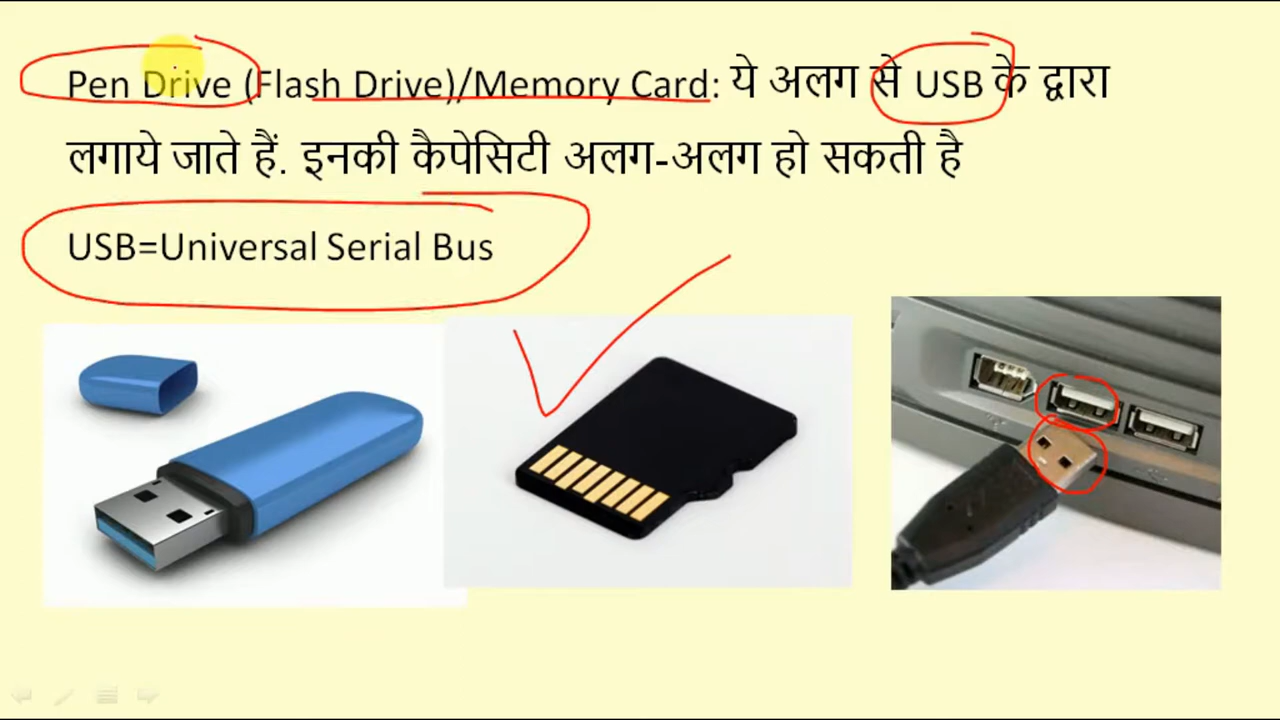 Pen Drive (Flash Drive)/Memory Card: ये अलग से USB के द्वारा
लगाये जाते हैं. इनकी कैपेसिटी अलग-अलग हो सकती है
USB=Universal Serial Bus